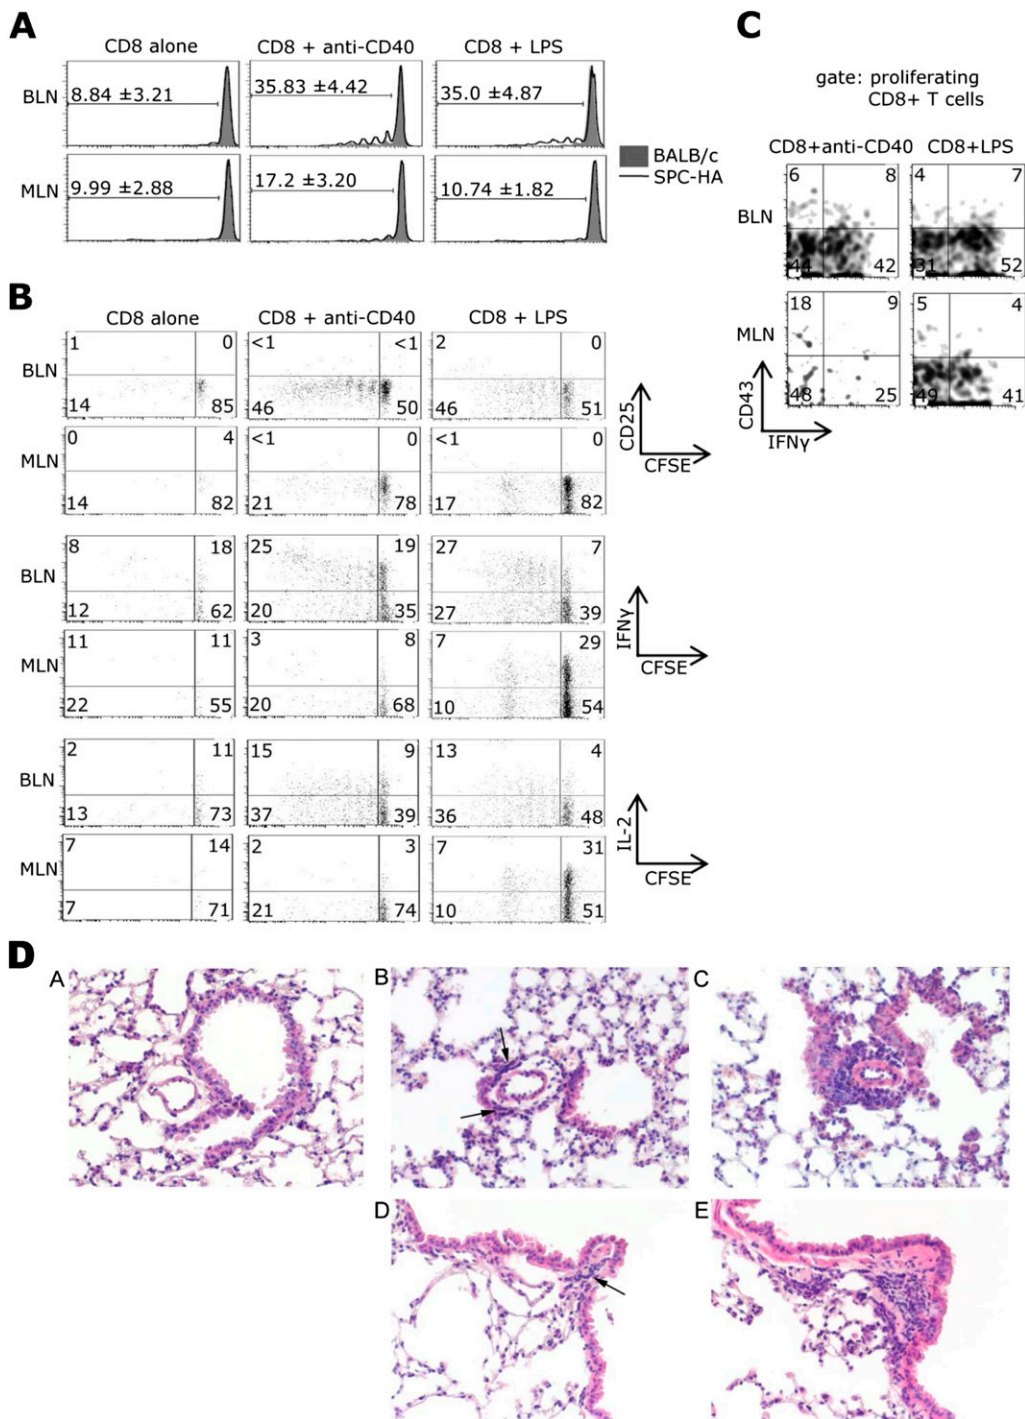 A
CD8 alone
CD8 + anti-CD40
CD8 + LPS
BLN
8.84 ±3.21
35.83 ±4.42
35.0 ±4.87
MLN
9.99 ±2.88
17.2 ±3.20
10.74 ±1.82
BALB/c
SPC-HA
C
gate: proliferating
CD8+ T cells
CD8+anti-CD40
CD8+LPS
BLN
6 8
4 7
44 42
31 52
MLN
18 9
5 4
48 25
49 41
CD43
IFNγ
B
CD8 alone
CD8 + anti-CD40
CD8 + LPS
BLN
1 0
<1 <1
2 0
14 85
46 50
46 51
MLN
0 4
<1 0
<1 0
14 82
21 78
17 82
CD25
CFSE
BLN
8 18
25 19
27 7
12 62
20 35
27 39
MLN
11 11
3 8
7 29
22 55
20 68
10 54
IFNγ
CFSE
BLN
2 11
15 9
13 4
13 73
37 39
36 48
MLN
7 14
2 3
7 31
7 71
21 74
10 51
IL-2
CFSE
D
A
B
C
D
E